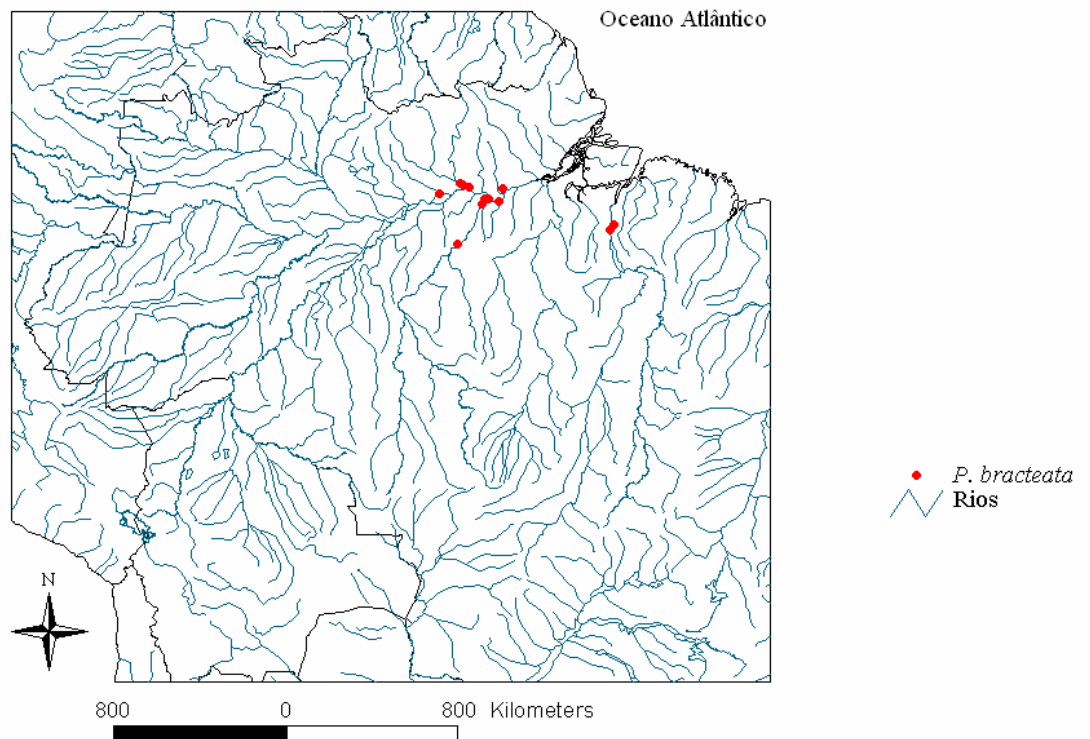 Oceano Atlântico
P. bracteata
Rios
N
800 0 800 Kilometers